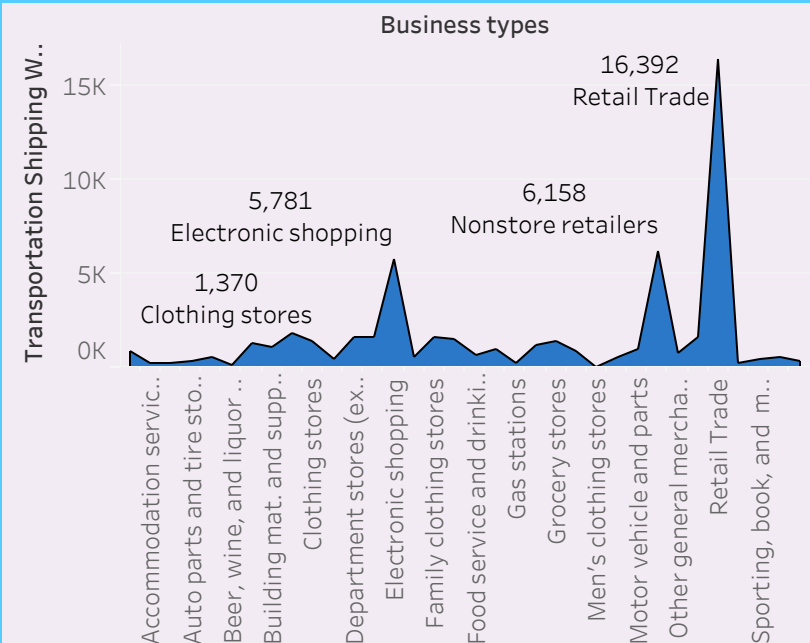 Business types
Transportation Shipping W..
15K
10K
5K
0K
16,392
Retail Trade
5,781
Electronic shopping
6,158
Nonstore retailers
1,370
Clothing stores
Accommodation servic..
Auto parts and tire sto..
Beer, wine, and liquor ..
Building mat. and supp..
Clothing stores
Department stores (ex..
Electronic shopping
Family clothing stores
Food service and drinki..
Gas stations
Grocery stores
Men's clothing stores
Motor vehicle and parts
Other general mercha..
Retail Trade
Sporting, book, and m..